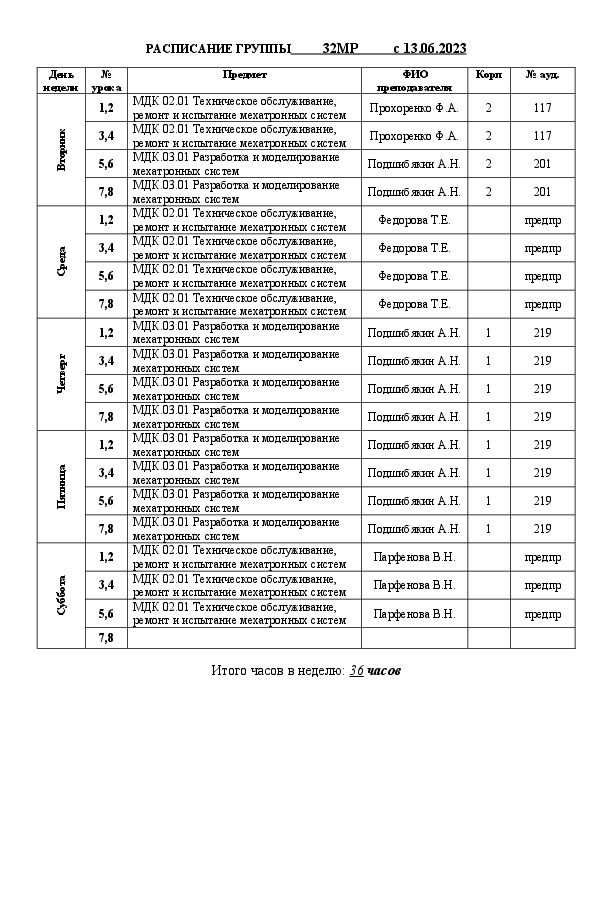 РАСПИСАНИЕ ГРУППЫ 32МР с 13.06.2023
День недели № урока Предмет ФИО преподавателя Корп № ауд.
Вторник
1,2 МДК 02.01 Техническое обслуживание, ремонт и испытание мехатронных систем Прохоренко Ф.А. 2 117
3,4 МДК 02.01 Техническое обслуживание, ремонт и испытание мехатронных систем Прохоренко Ф.А. 2 117
5,6 МДК.03.01 Разработка и моделирование мехатронных систем Подшибякин А.Н. 2 201
7,8 МДК.03.01 Разработка и моделирование мехатронных систем Подшибякин А.Н. 2 201
Среда
1,2 МДК 02.01 Техническое обслуживание, ремонт и испытание мехатронных систем Федорова Т.Е. предпр
3,4 МДК 02.01 Техническое обслуживание, ремонт и испытание мехатронных систем Федорова Т.Е. предпр
5,6 МДК 02.01 Техническое обслуживание, ремонт и испытание мехатронных систем Федорова Т.Е. предпр
7,8 МДК 02.01 Техническое обслуживание, ремонт и испытание мехатронных систем Федорова Т.Е. предпр
Четверг
1,2 МДК.03.01 Разработка и моделирование мехатронных систем Подшибякин А.Н. 1 219
3,4 МДК.03.01 Разработка и моделирование мехатронных систем Подшибякин А.Н. 1 219
5,6 МДК.03.01 Разработка и моделирование мехатронных систем Подшибякин А.Н. 1 219
7,8 МДК.03.01 Разработка и моделирование мехатронных систем Подшибякин А.Н. 1 219
Пятница
1,2 МДК.03.01 Разработка и моделирование мехатронных систем Подшибякин А.Н. 1 219
3,4 МДК.03.01 Разработка и моделирование мехатронных систем Подшибякин А.Н. 1 219
5,6 МДК.03.01 Разработка и моделирование мехатронных систем Подшибякин А.Н. 1 219
7,8 МДК.03.01 Разработка и моделирование мехатронных систем Подшибякин А.Н. 1 219
Суббота
1,2 МДК 02.01 Техническое обслуживание, ремонт и испытание мехатронных систем Парфенова В.Н. предпр
3,4 МДК 02.01 Техническое обслуживание, ремонт и испытание мехатронных систем Парфенова В.Н. предпр
5,6 МДК 02.01 Техническое обслуживание, ремонт и испытание мехатронных систем Парфенова В.Н. предпр
7,8
Итого часов в неделю: 36 часов